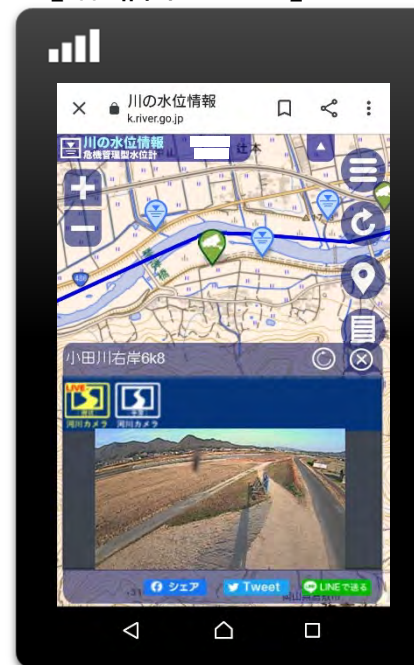 川の水位情報
k.river.go.jp
川の水位情報
危機管理型水位計
辻本
486
小田川右岸6k8
LIVE
河川カメラ 河川カメラ
シェア Tweet LINEで送る